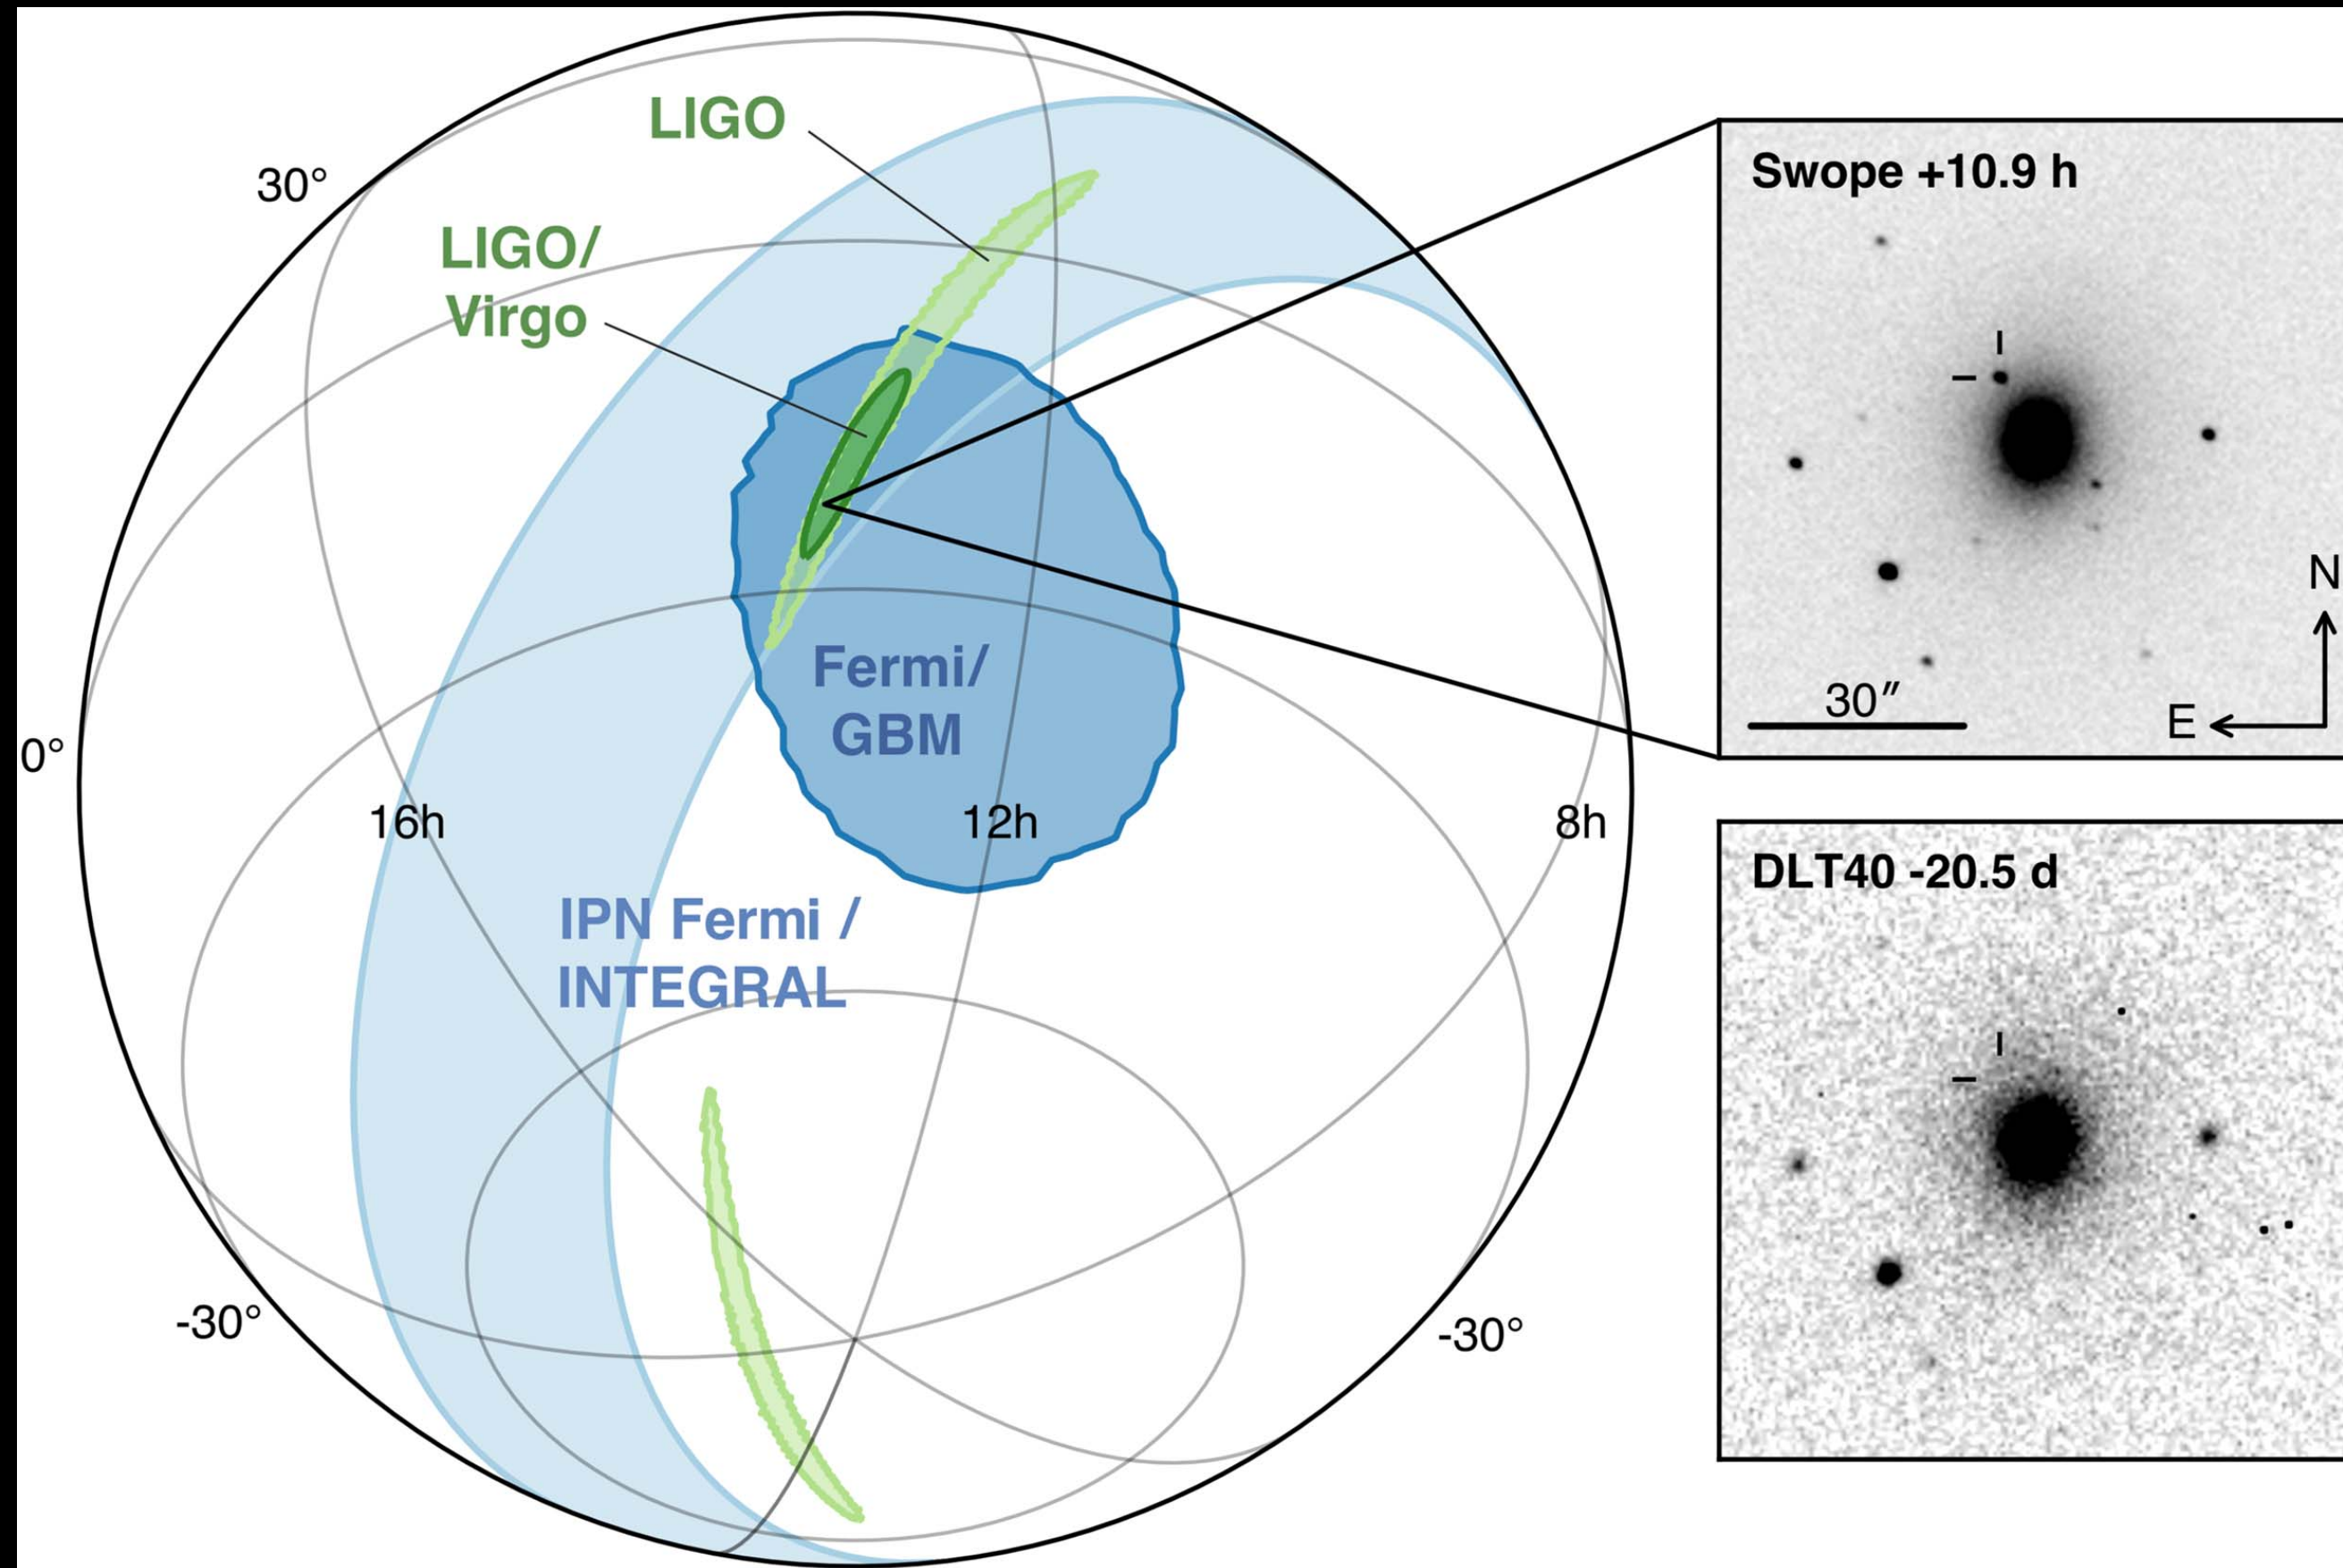 LIGO
30°
LIGO/
Virgo
Swope +10.9 h
N
30″
E
Fermi/
GBM
0°
16h
12h
8h
DLT40 -20.5 d
IPN Fermi /
INTEGRAL
-30°
-30°